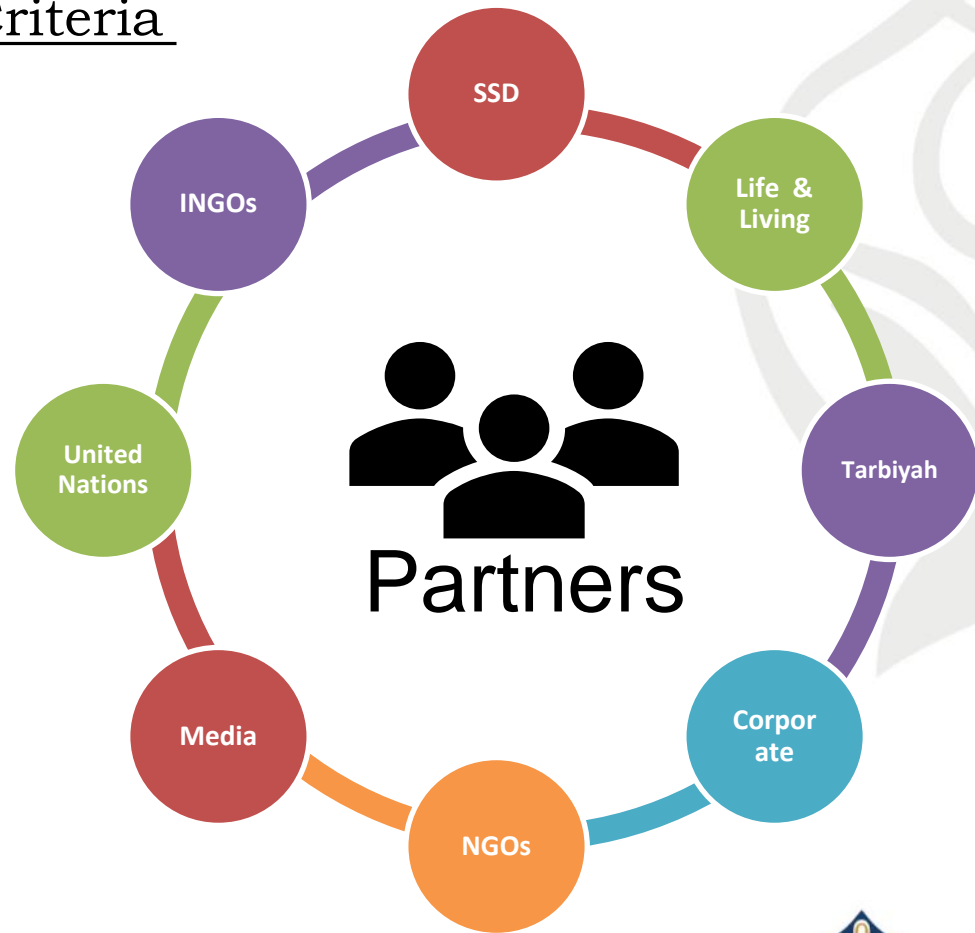 Criteria
SSD
Life &
Living
Tarbiyah
Corpor
ate
NGOs
Media
United
Nations
INGOs
Partners